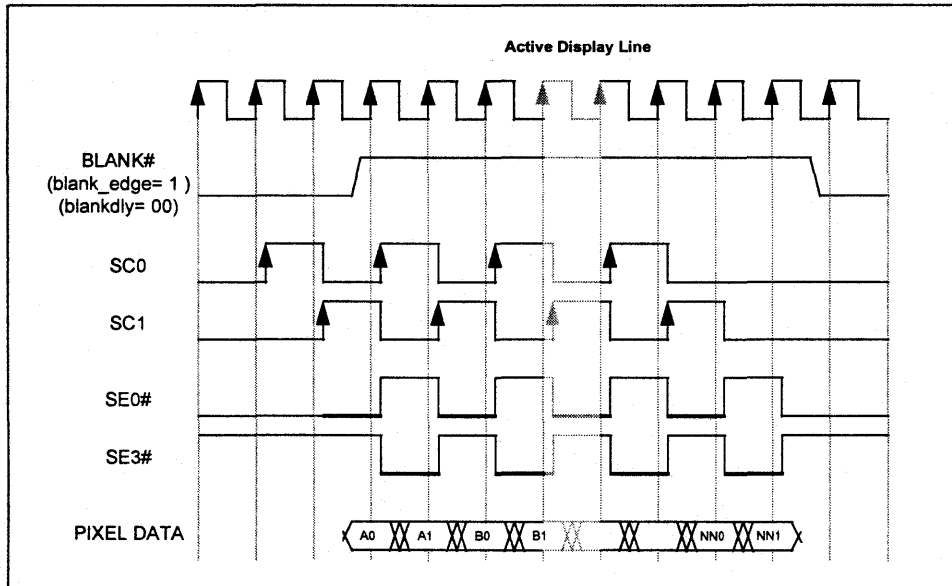 Active Display Line
BLANK#
(blank_edge= 1 )
(blankdly= 00)
SC0
SC1
SE0#
SE3#
PIXEL DATA A0 A1 B0 B1 NN0 NN1